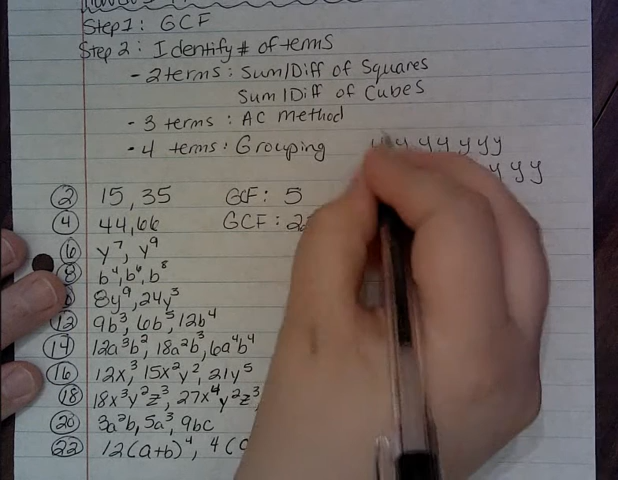 Step 1: GCF
Step 2: Identify # of terms
- 2 terms: Sum/Diff of Squares
Sum/Diff of Cubes
- 3 terms: AC method
- 4 terms: Grouping
y y y y y y
y y y
② 15, 35 GCF: 5
④ 44,66 GCF: 22
⑥ y⁷, y⁹
⑧ b⁴, b⁶, b⁸
8y⁹, 24y³
⑫ 9b³, 6b⁵, 12b⁴
⑭ 12a³b², 18a²b³, 6a⁴b⁴
⑯ 12x³, 15x²y², 21y⁵
⑱ 18x³y²z³, 27x⁴y²z³,
⑳ 3a²b, 5a³, 9bc
㉒ 12(a+b)⁴, 4(